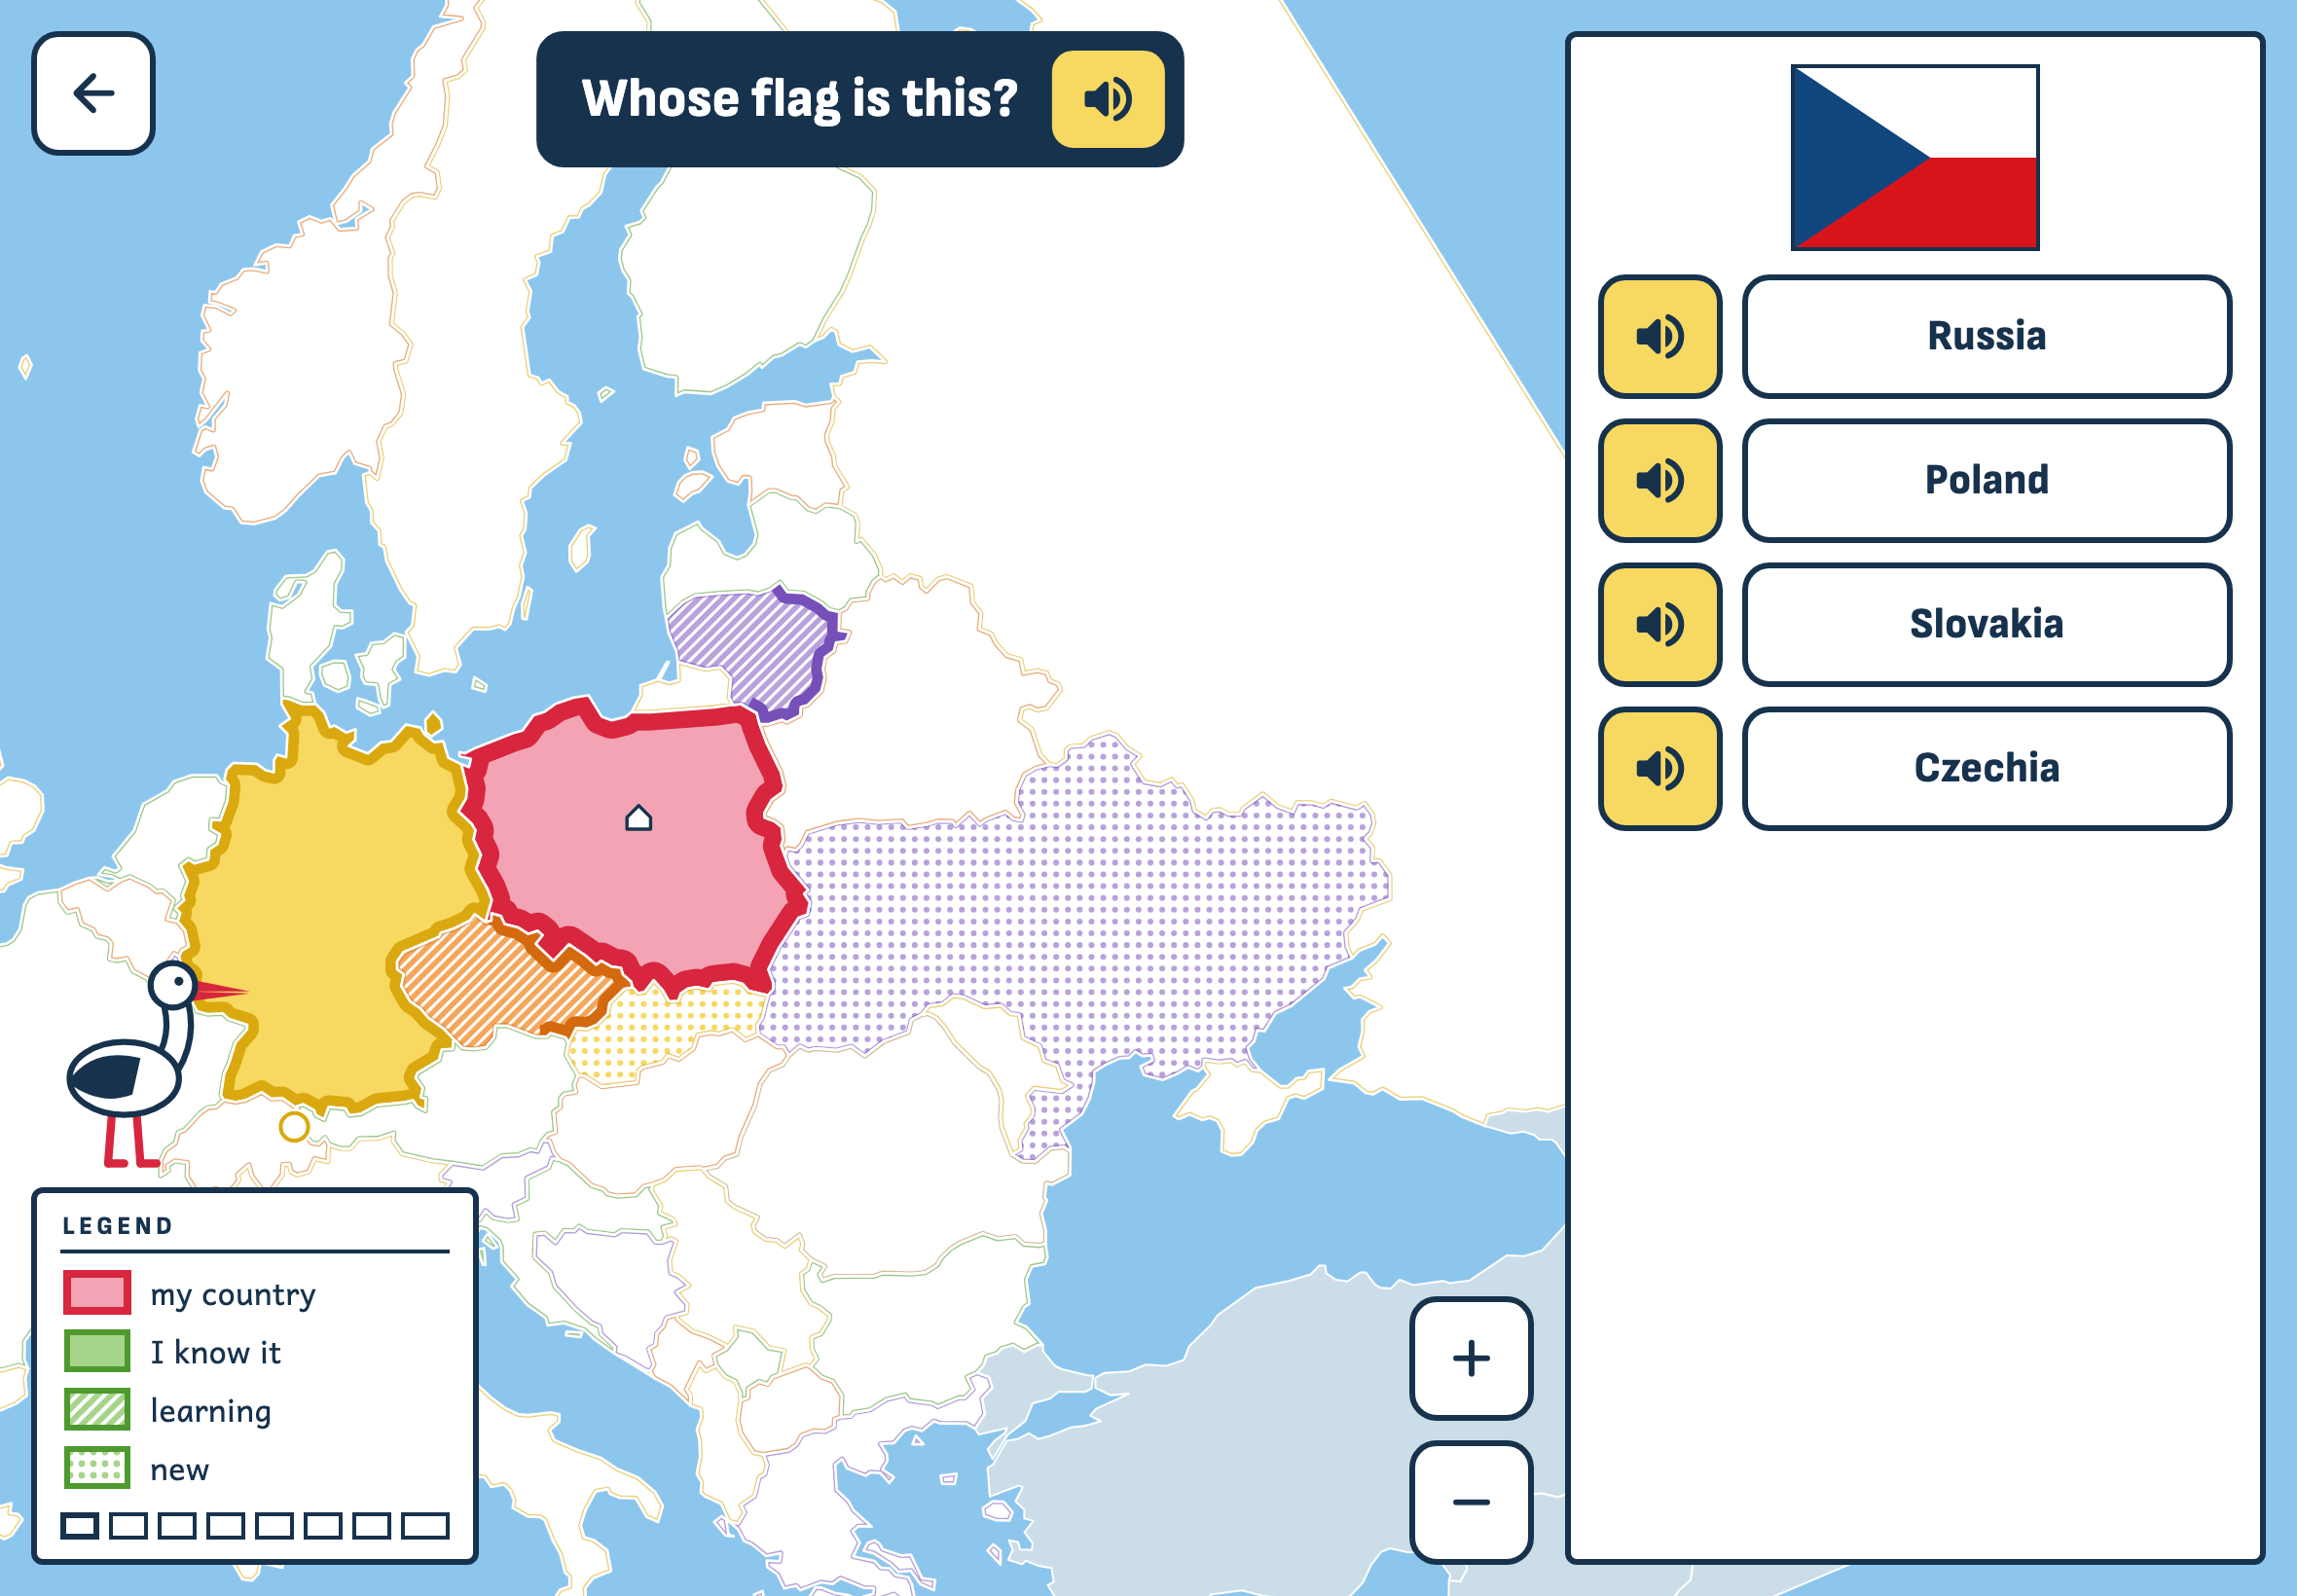 Whose flag is this?
Russia
Poland
Slovakia
Czechia
LEGEND
my country
I know it
learning
new